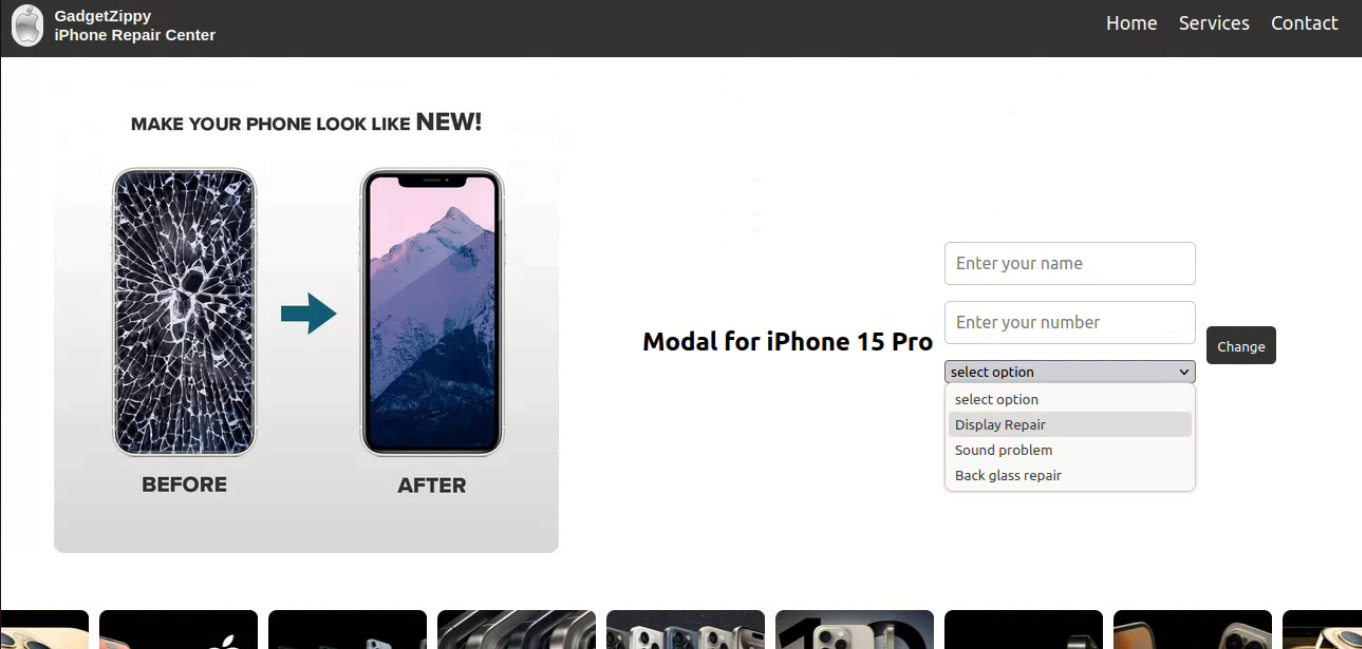 GadgetZippy
iPhone Repair Center
Home Services Contact
MAKE YOUR PHONE LOOK LIKE NEW!
BEFORE
AFTER
Modal for iPhone 15 Pro
Enter your name
Enter your number
select option
select option
Display Repair
Sound problem
Back glass repair
Change